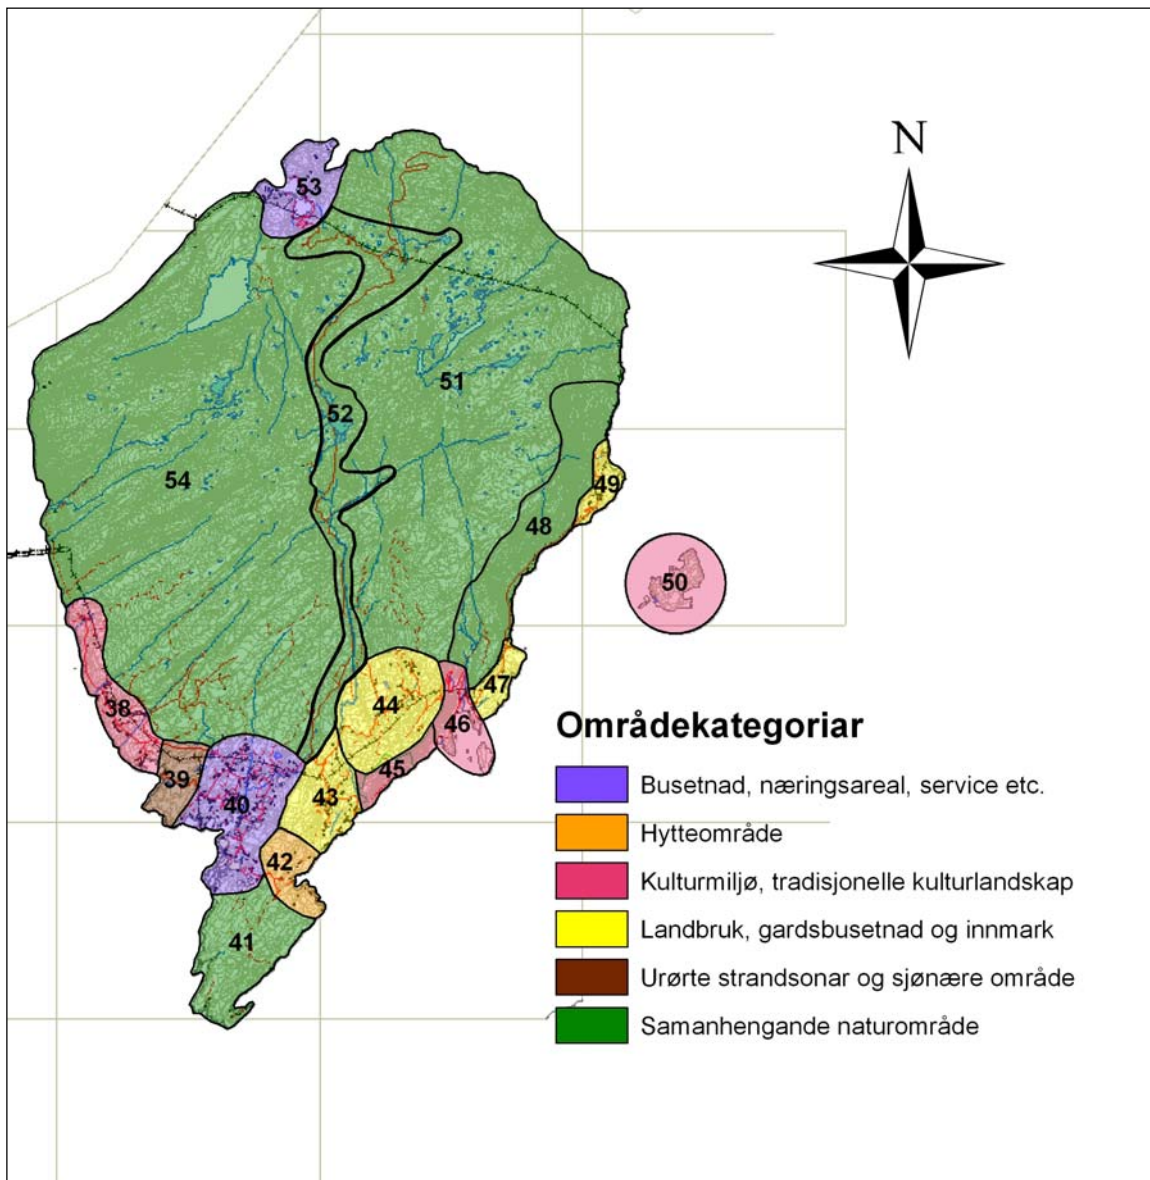 N
53
51
52
54
48
49
50
38
44
47
46
39
45
43
40
42
41
Områdekategoriar
Busetnad, næringsareal, service etc.
Hytteområde
Kulturmiljø, tradisjonelle kulturlandskap
Landbruk, gardsbusetnad og innmark
Urørte strandsonar og sjønære område
Samanhengande naturområde